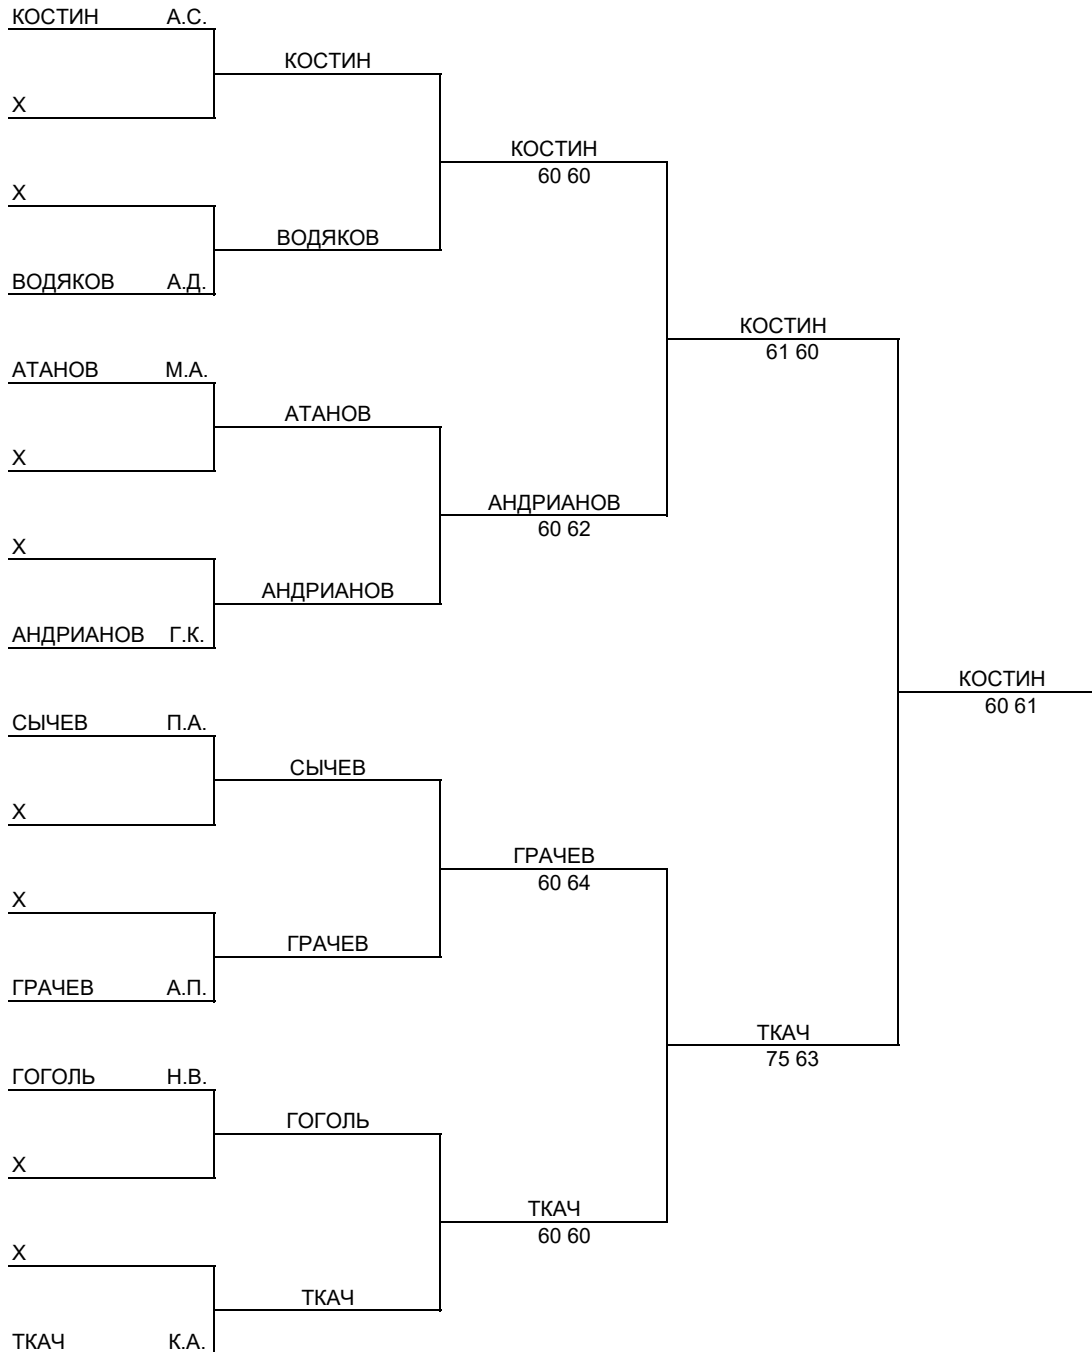 КОСТИН А.С.
КОСТИН
Х
КОСТИН
60 60
Х
ВОДЯКОВ
ВОДЯКОВ А.Д.
КОСТИН
61 60
АТАНОВ М.А.
АТАНОВ
Х
АНДРИАНОВ
60 62
Х
АНДРИАНОВ
АНДРИАНОВ Г.К.
КОСТИН
60 61
СЫЧЕВ П.А.
СЫЧЕВ
Х
ГРАЧЕВ
60 64
Х
ГРАЧЕВ
ГРАЧЕВ А.П.
ТКАЧ
75 63
ГОГОЛЬ Н.В.
ГОГОЛЬ
Х
ТКАЧ
60 60
Х
ТКАЧ
ТКАЧ К.А.